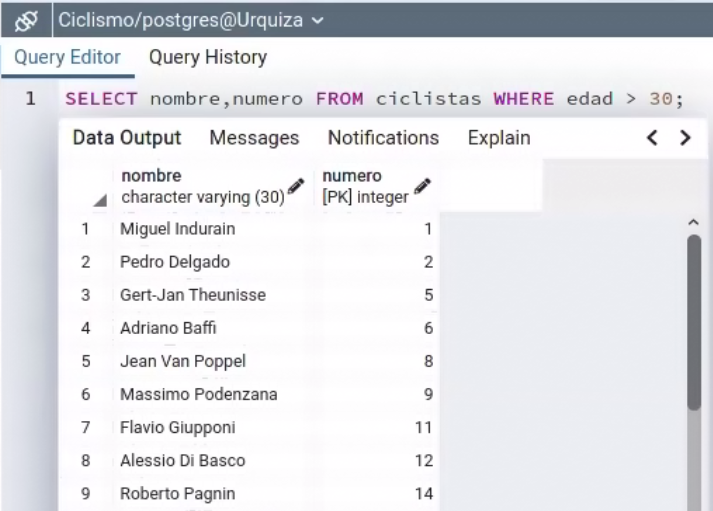 Ciclismo/postgres@Urquiza
Query Editor Query History
1 SELECT nombre,numero FROM ciclistas WHERE edad > 30;
Data Output Messages Notifications Explain
nombre numero
character varying (30) [PK] integer
1 Miguel Indurain 1
2 Pedro Delgado 2
3 Gert-Jan Theunisse 5
4 Adriano Baffi 6
5 Jean Van Poppel 8
6 Massimo Podenzana 9
7 Flavio Giupponi 11
8 Alessio Di Basco 12
9 Roberto Pagnin 14